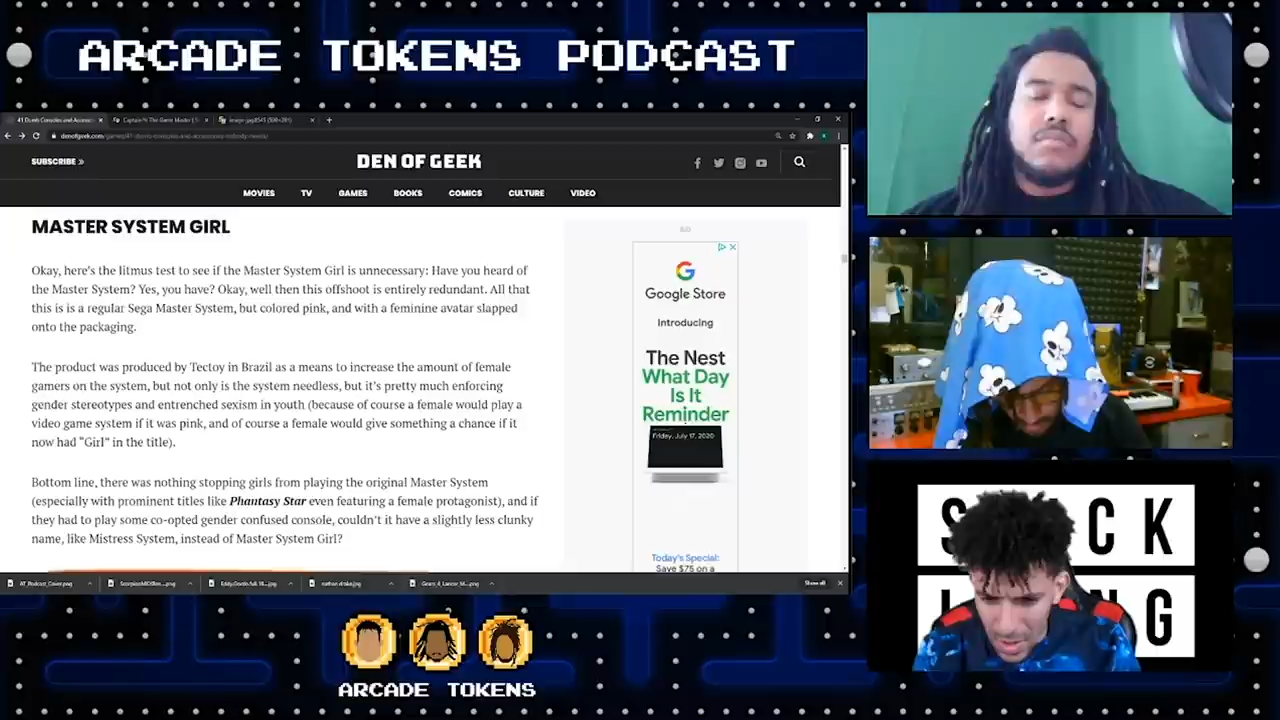 ARCADE TOKENS PODCAST
DEN OF GEEK
SUBSCRIBE »
MOVIES TV GAMES BOOKS COMICS CULTURE VIDEO
MASTER SYSTEM GIRL
Okay, here's the litmus test to see if the Master System Girl is unnecessary: Have you heard of
the Master System? Yes, you have? Okay, well then this offshoot is entirely redundant. All that
this is is a regular Sega Master System, but colored pink, and with a feminine avatar slapped
onto the packaging.
The product was produced by Tectoy in Brazil as a means to increase the amount of female
gamers on the system, but not only is the system needless, but it's pretty much enforcing
gender stereotypes and entrenched sexism in youth (because of course a female would play a
video game system if it was pink, and of course a female would give something a chance if it
now had "Girl" in the title).
Bottom line, there was nothing stopping girls from playing the original Master System
(especially with prominent titles like Phantasy Star even featuring a female protagonist), and if
they had to play some co-opted gender confused console, couldn't it have a slightly less clunky
name, like Mistress System, instead of Master System Girl?
Google Store
Introducing
The Nest
What Day
Is It
Reminder
Friday, July 17, 2020
Today's Special:
Save $75 on a
AT_Podcast_Cover.png
Show all
ARCADE TOKENS
S CK
G